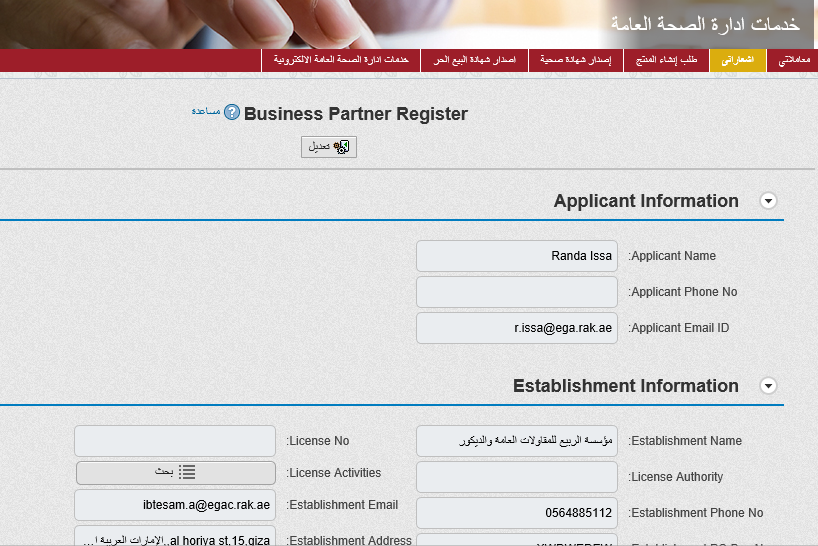 خدمات ادارة الصحة العامة
معاملاتي
اشعاراتي
طلب إنشاء المنتج
إصدار شهادة صحية
اصدار شهادة البيع الحر
خدمات ادارة الصحة العامة الالكترونية
Business Partner Register مساعدة
تعديل
Applicant Information
:Applicant Name Randa Issa
:Applicant Phone No
:Applicant Email ID r.issa@ega.rak.ae
Establishment Information
:Establishment Name مؤسسة الربيع للمقاولات العامة والديكور
:License No
:License Authority
:License Activities بحث
:Establishment Phone No 0564885112
:Establishment Email ibtesam.a@egac.rak.ae
:Establishment Address al horiya st,15,giza,.الإمارات العربية ا...